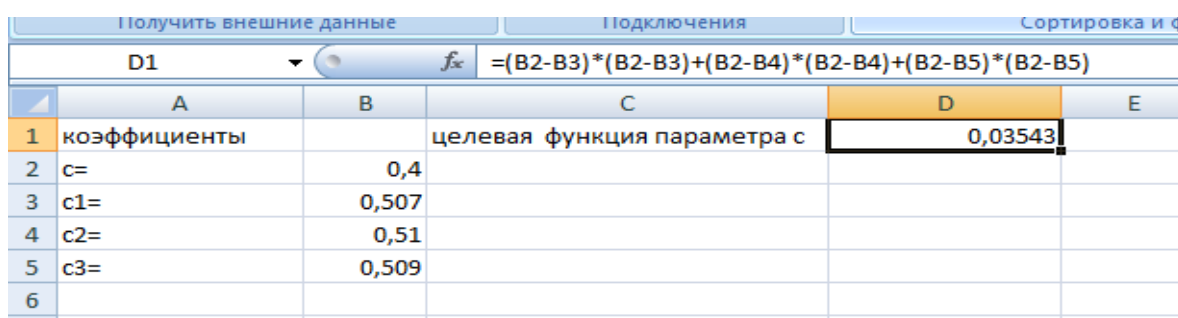 Получить внешние данные Подключения Сортировка и ф
D1 fx =(B2-B3)*(B2-B3)+(B2-B4)*(B2-B4)+(B2-B5)*(B2-B5)
A B C D E
1 коэффициенты целевая функция параметра с 0,03543
2 c= 0,4
3 c1= 0,507
4 c2= 0,51
5 c3= 0,509
6